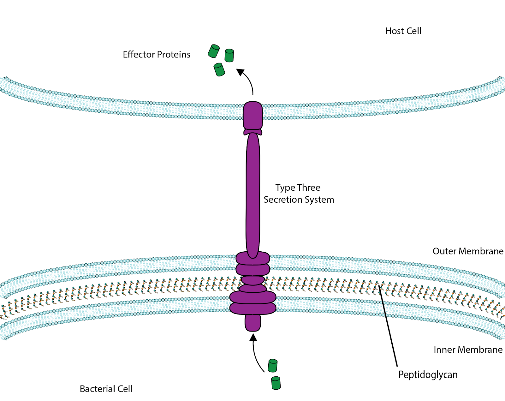 Host Cell
Effector Proteins
Type Three
Secretion System
Outer Membrane
Inner Membrane
Peptidoglycan
Bacterial Cell